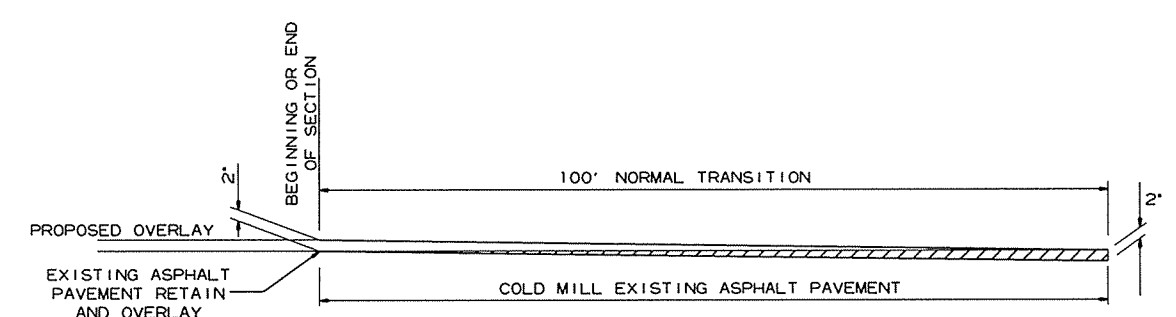 BEGINNING OR END
OF SECTION
2"
100' NORMAL TRANSITION
2"
PROPOSED OVERLAY
EXISTING ASPHALT
PAVEMENT RETAIN
AND OVERLAY
COLD MILL EXISTING ASPHALT PAVEMENT